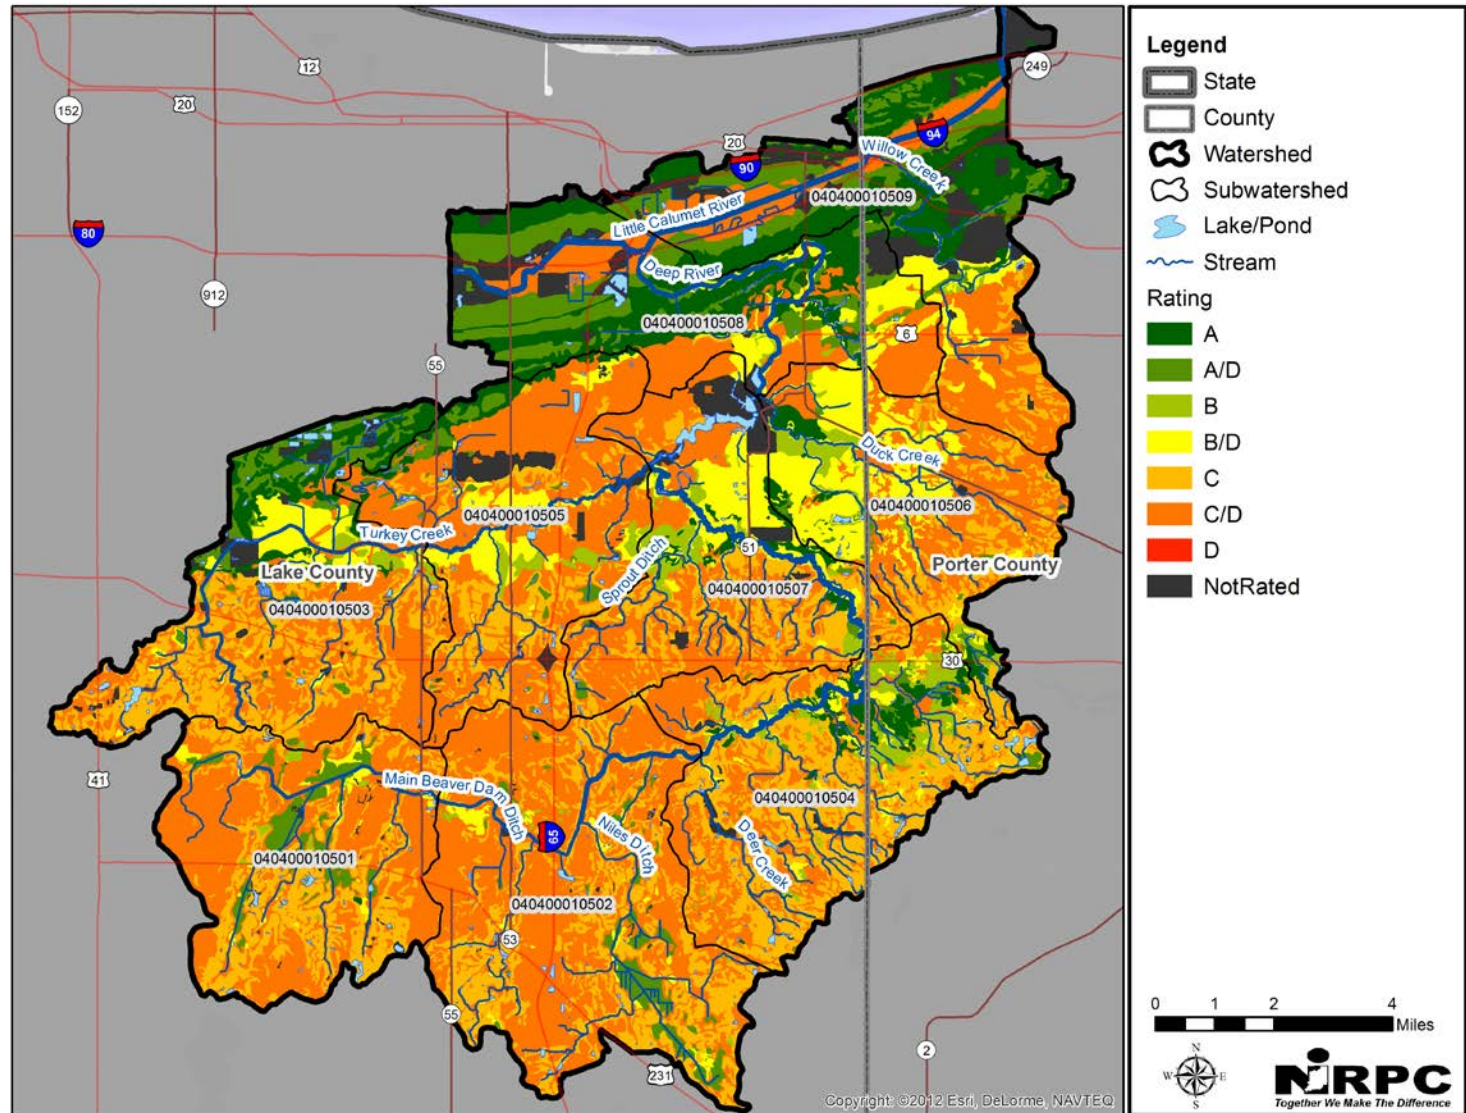 12
20
152
249
20
94
90
Willow Creek
040400010509
Little Calumet River
80
Deep River
912
040400010508
6
55
Duck Creek
040400010506
040400010505
Turkey Creek
51
Sprout Ditch
Lake County
Porter County
040400010507
040400010503
30
41
Main Beaver Dam Ditch
040400010504
65
Niles Ditch
Deer Creek
040400010501
040400010502
53
55
2
231
Copyright: ©2012 Esri, DeLorme, NAVTEQ
Legend
State
County
Watershed
Subwatershed
Lake/Pond
Stream
Rating
A
A/D
B
B/D
C
C/D
D
NotRated
0 1 2 4
Miles
N
W E
S
NIRPC
Together We Make The Difference